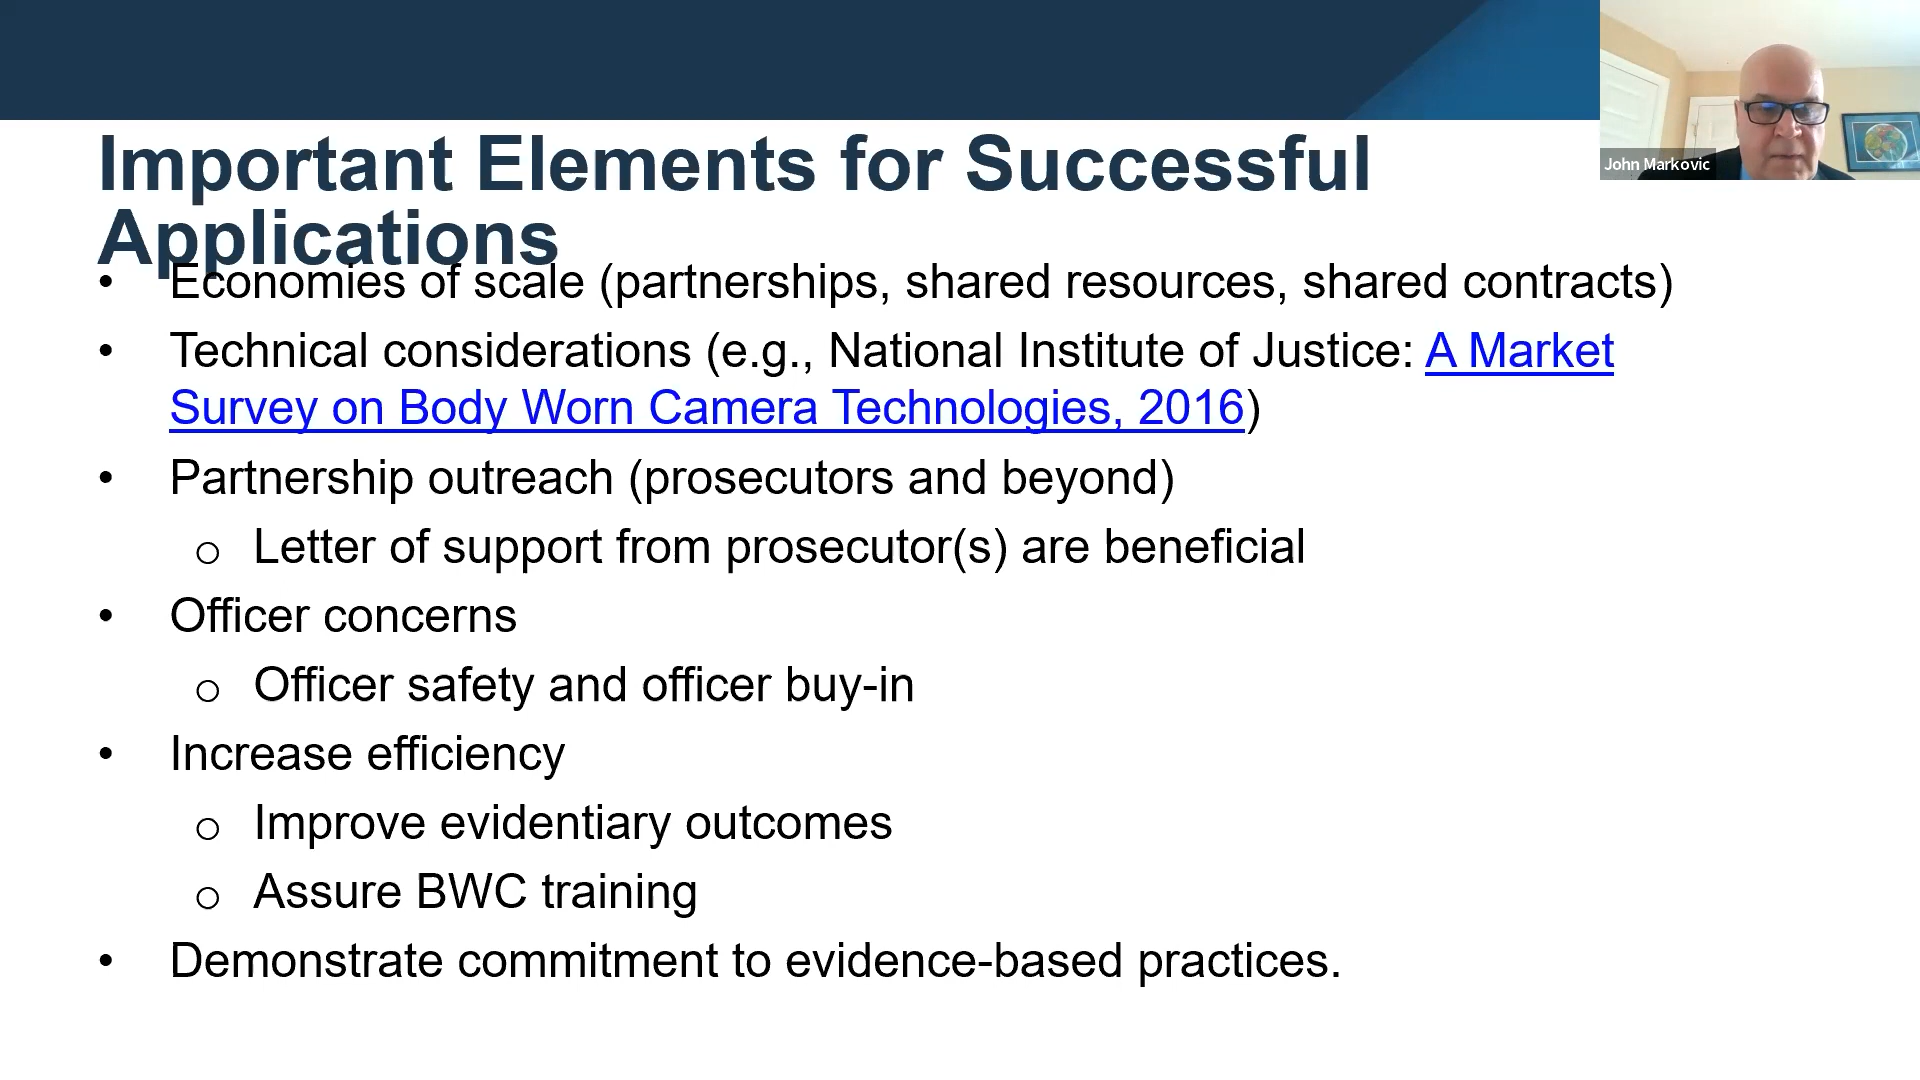 Important Elements for Successful
Applications
• Economies of scale (partnerships, shared resources, shared contracts)
• Technical considerations (e.g., National Institute of Justice: A Market
Survey on Body Worn Camera Technologies, 2016)
• Partnership outreach (prosecutors and beyond)
o Letter of support from prosecutor(s) are beneficial
• Officer concerns
o Officer safety and officer buy-in
• Increase efficiency
o Improve evidentiary outcomes
o Assure BWC training
• Demonstrate commitment to evidence-based practices.
John Markovic